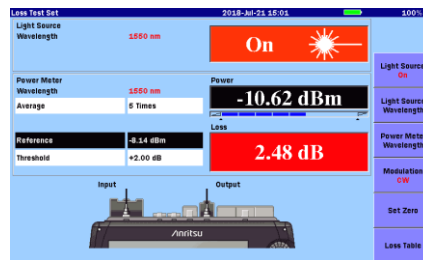 Loss Test Set 2018-Jul-21 15:01 100%
Light Source
Wavelength 1550 nm
On
Light Source
On
Power Meter
Wavelength 1550 nm
Average 5 Times
Power
-10.62 dBm
Light Source
Wavelength
Power Meter
Wavelength
Reference -8.14 dBm
Threshold +2.00 dB
Loss
2.48 dB
Modulation
CW
Input Output
Set Zero
Anritsu
Loss Table